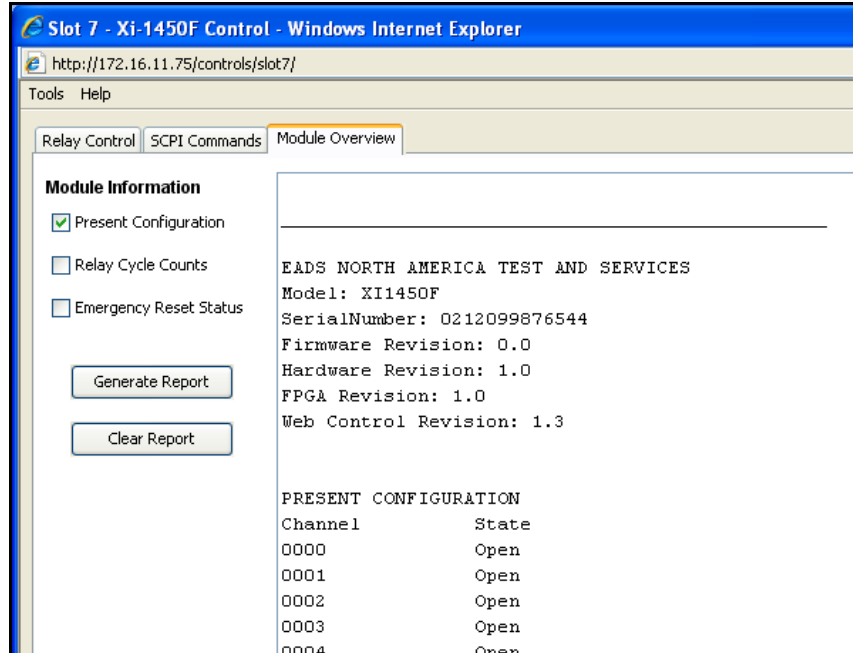 Slot 7 - Xi-1450F Control - Windows Internet Explorer
http://172.16.11.75/controls/slot7/
Tools Help
Relay Control SCPI Commands Module Overview
Module Information
Present Configuration
Relay Cycle Counts
Emergency Reset Status
Generate Report
Clear Report
EADS NORTH AMERICA TEST AND SERVICES
Model: XI1450F
SerialNumber: 0212099876544
Firmware Revision: 0.0
Hardware Revision: 1.0
FPGA Revision: 1.0
Web Control Revision: 1.3
PRESENT CONFIGURATION
Channel State
0000 Open
0001 Open
0002 Open
0003 Open
0004 Open